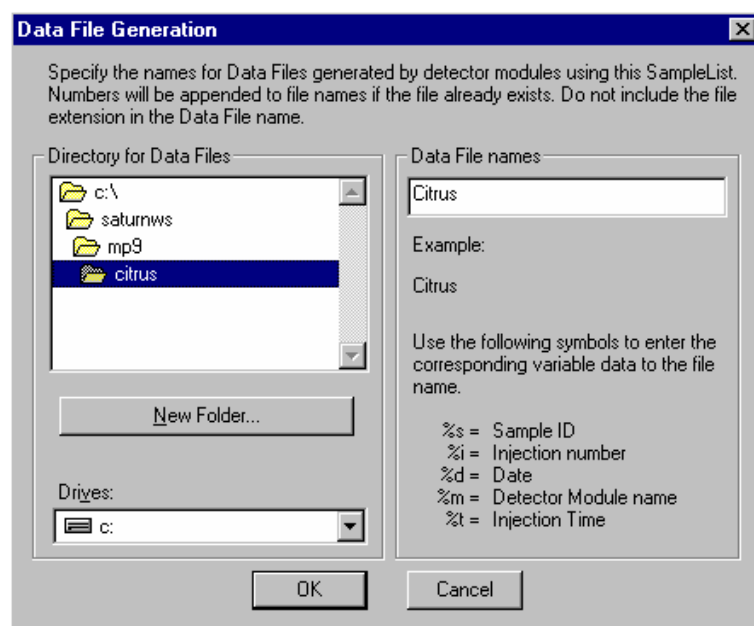 Data File Generation
Specify the names for Data Files generated by detector modules using this SampleList.
Numbers will be appended to file names if the file already exists. Do not include the file
extension in the Data File name.
Directory for Data Files
c:\
saturnws
mp9
citrus
New Folder...
Drives:
c:
Data File names
Citrus
Example:
Citrus
Use the following symbols to enter the
corresponding variable data to the file
name.
%s = Sample ID
%i = Injection number
%d = Date
%m = Detector Module name
%t = Injection Time
OK
Cancel